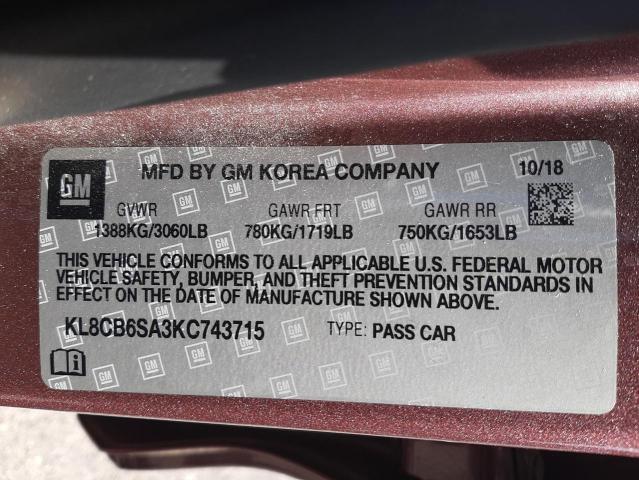 GM MFD BY GM KOREA COMPANY 10/18
GVWR GAWR FRT GAWR RR
1388KG/3060LB 780KG/1719LB 750KG/1653LB
THIS VEHICLE CONFORMS TO ALL APPLICABLE U.S. FEDERAL MOTOR
VEHICLE SAFETY, BUMPER, AND THEFT PREVENTION STANDARDS IN
EFFECT ON THE DATE OF MANUFACTURE SHOWN ABOVE.
KL8CB6SA3KC743715 TYPE: PASS CAR